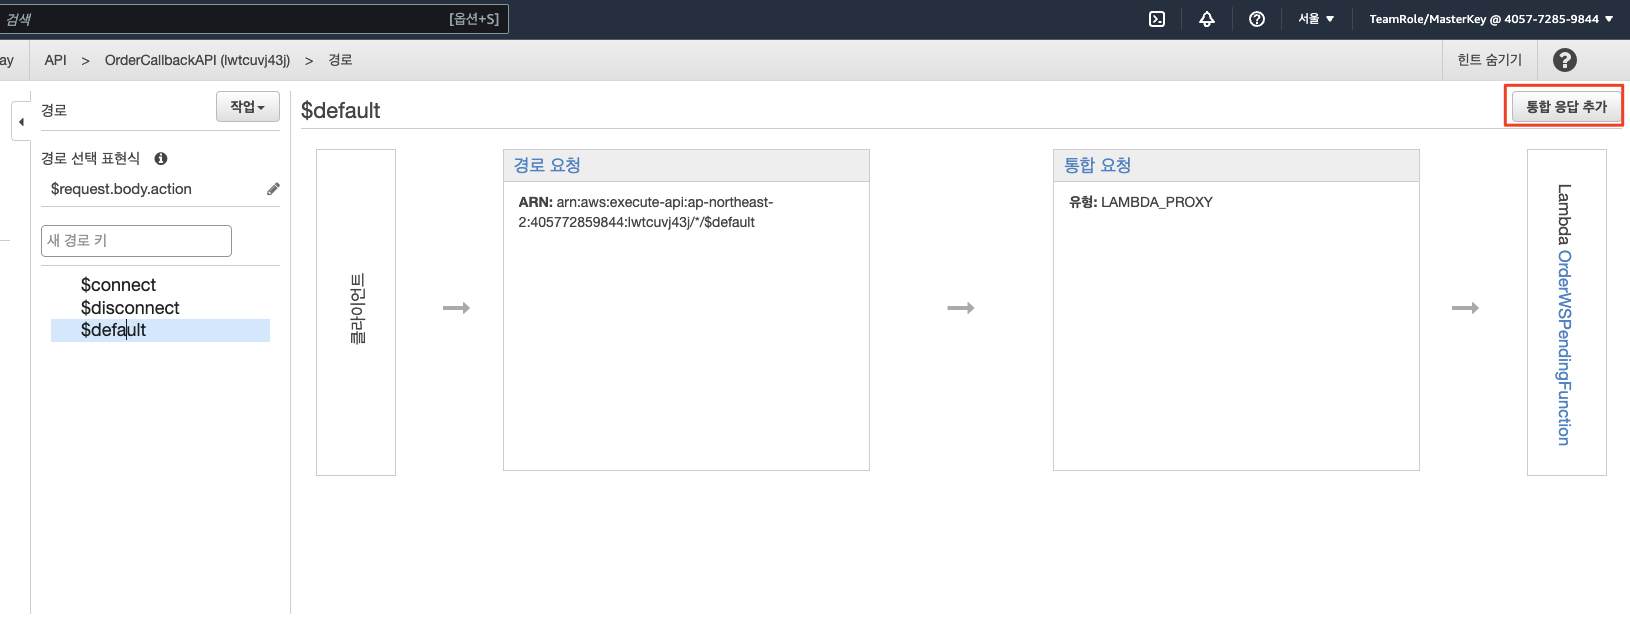 검색
[옵션+S]
서울
TeamRole/MasterKey @ 4057-7285-9844
ay
API > OrderCallbackAPI (lwtcuvj43j) > 경로
힌트 숨기기
경로
작업
경로 선택 표현식
$request.body.action
새 경로 키
$connect
$disconnect
$default
$default
통합 응답 추가
클라이언트
경로 요청
ARN: arn:aws:execute-api:ap-northeast-
2:405772859844:lwtcuvj43j/*/$default
통합 요청
유형: LAMBDA_PROXY
Lambda OrderWSPendingFunction